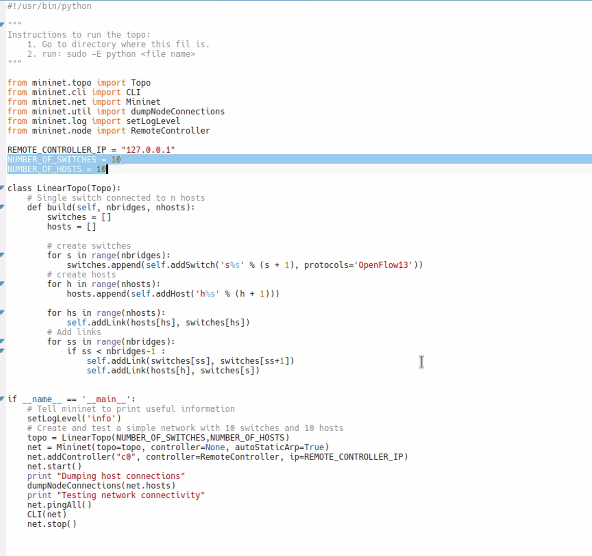 #!/usr/bin/python
"""
Instructions to run the topo:
    1. Go to directory where this fil is.
    2. run: sudo -E python <file name>
"""
from mininet.topo import Topo
from mininet.cli import CLI
from mininet.net import Mininet
from mininet.util import dumpNodeConnections
from mininet.log import setLogLevel
from mininet.node import RemoteController
REMOTE_CONTROLLER_IP = "127.0.0.1"
NUMBER_OF_SWITCHES = 10
NUMBER_OF_HOSTS = 10
class LinearTopo(Topo):
    # Single switch connected to n hosts
    def build(self, nbridges, nhosts):
        switches = []
        hosts = []
        # create switches
        for s in range(nbridges):
            switches.append(self.addSwitch('s%s' % (s + 1), protocols='OpenFlow13'))
        # create hosts
        for h in range(nhosts):
            hosts.append(self.addHost('h%s' % (h + 1)))
        for hs in range(nhosts):
            self.addLink(hosts[hs], switches[hs])
        # Add links
        for ss in range(nbridges):
            if ss < nbridges-1 :
                self.addLink(switches[ss], switches[ss+1])
                self.addLink(hosts[h], switches[s])
if __name__ == '__main__':
    # Tell mininet to print useful information
    setLogLevel('info')
    # Create and test a simple network with 10 switches and 10 hosts
    topo = LinearTopo(NUMBER_OF_SWITCHES,NUMBER_OF_HOSTS)
    net = Mininet(topo=topo, controller=None, autoStaticArp=True)
    net.addController("c0", controller=RemoteController, ip=REMOTE_CONTROLLER_IP)
    net.start()
    print "Dumping host connections"
    dumpNodeConnections(net.hosts)
    print "Testing network connectivity"
    net.pingAll()
    CLI(net)
    net.stop()